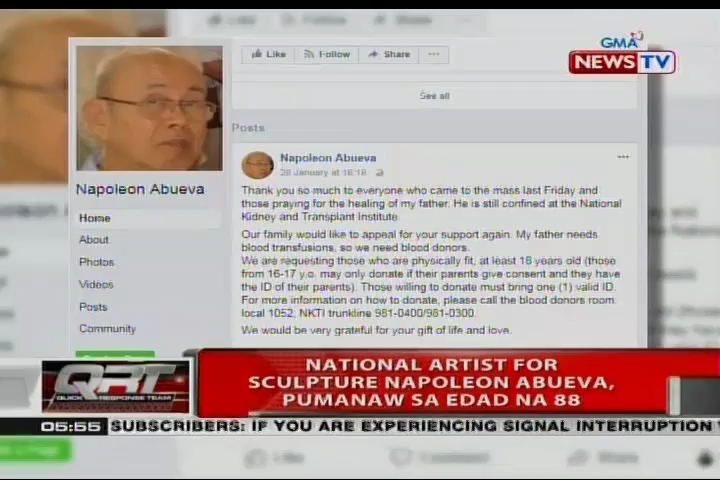 Like Follow Share ...
GMA
NEWS TV
See all
Posts
Napoleon Abueva
Napoleon Abueva
28 January at 16:18
Thank you so much to everyone who came to the mass last Friday and
those praying for the healing of my father. He is still confined at the National
Kidney and Transplant Institute.
Our family would like to appeal for your support again. My father needs
blood transfusions, so we need blood donors.
We are requesting those who are physically fit, at least 18 years old (those
from 16-17 y.o. may only donate if their parents give consent and they have
the ID of their parents). Those willing to donate must bring one (1) valid ID.
For more information on how to donate, please call the blood donors room
local 1052, NKTI trunkline 981-0400/981-0300.
We would be very grateful for your gift of life and love.
Home
About
Photos
Videos
Posts
Community
QRT
QUICK RESPONSE TEAM
NATIONAL ARTIST FOR
SCULPTURE NAPOLEON ABUEVA,
PUMANAW SA EDAD NA 88
05:55 SUBSCRIBERS: IF YOU ARE EXPERIENCING SIGNAL INTERRUPTION
Like Comment Share